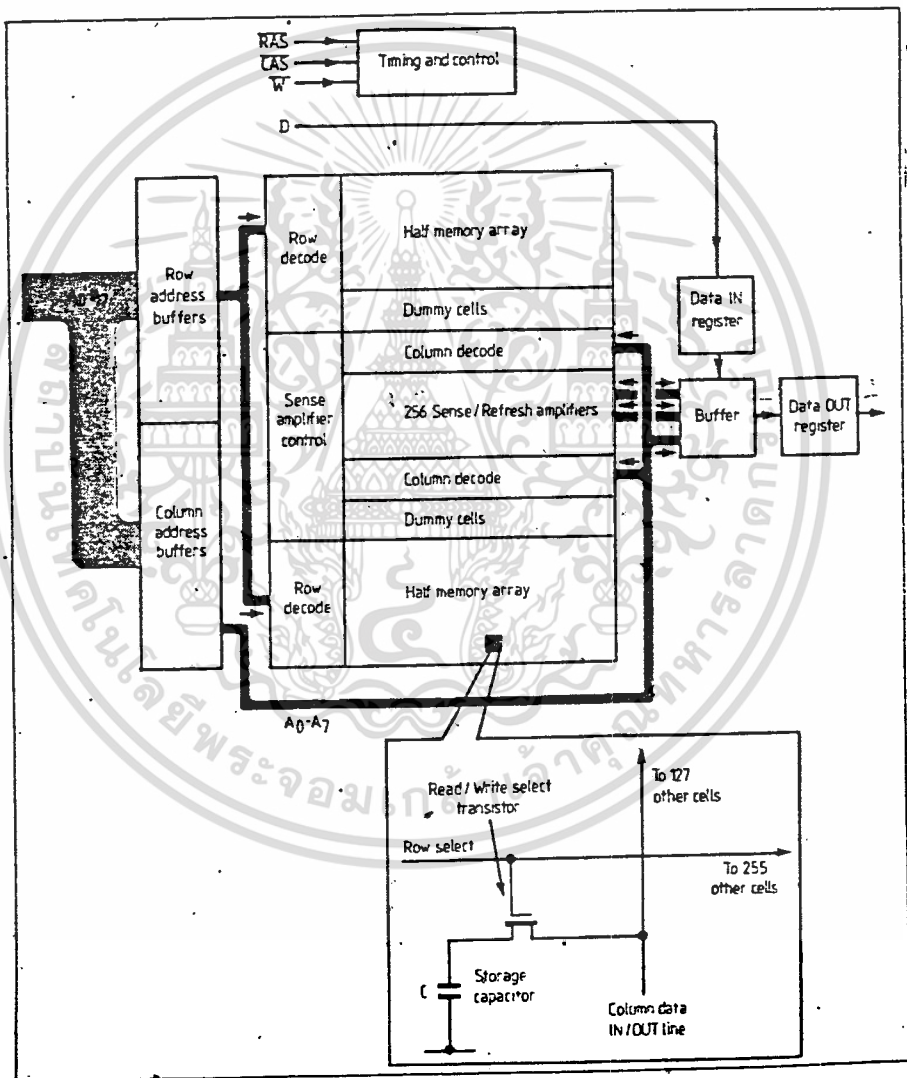 RAS
CAS
W
Timing and control
D
Row
decode
Half memory array
Row
address
buffers
Dummy cells
Data IN
register
Column decode
Sense
amplifier
control
256 Sense/Refresh amplifiers
Buffer
Data OUT
register
Column decode
Column
address
buffers
Dummy cells
Row
decode
Half memory array
A0-A7
Read/Write select
transistor
To 127
other cells
Row select
To 255
other cells
C
Storage
capacitor
Column data
IN/OUT line